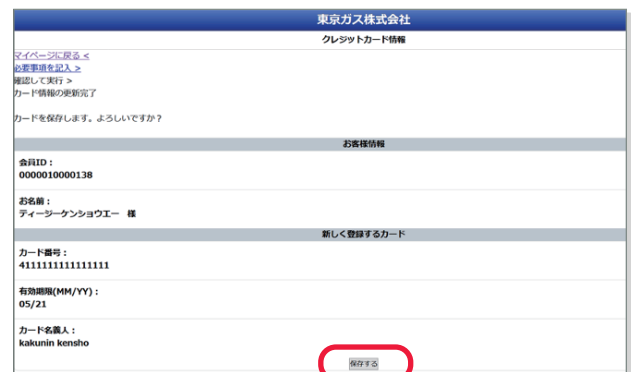 東京ガス株式会社
クレジットカード情報
マイページに戻る <
必要事項を記入 >
確認して実行 >
カード情報の更新完了
カードを保存します。よろしいですか？
お客様情報
会員ID：
0000010000138
お名前：
ティージーケンショウエー 様
新しく登録するカード
カード番号：
4111111111111111
有効期限(MM/YY)：
05/21
カード名義人：
kakunin kensho
保存する